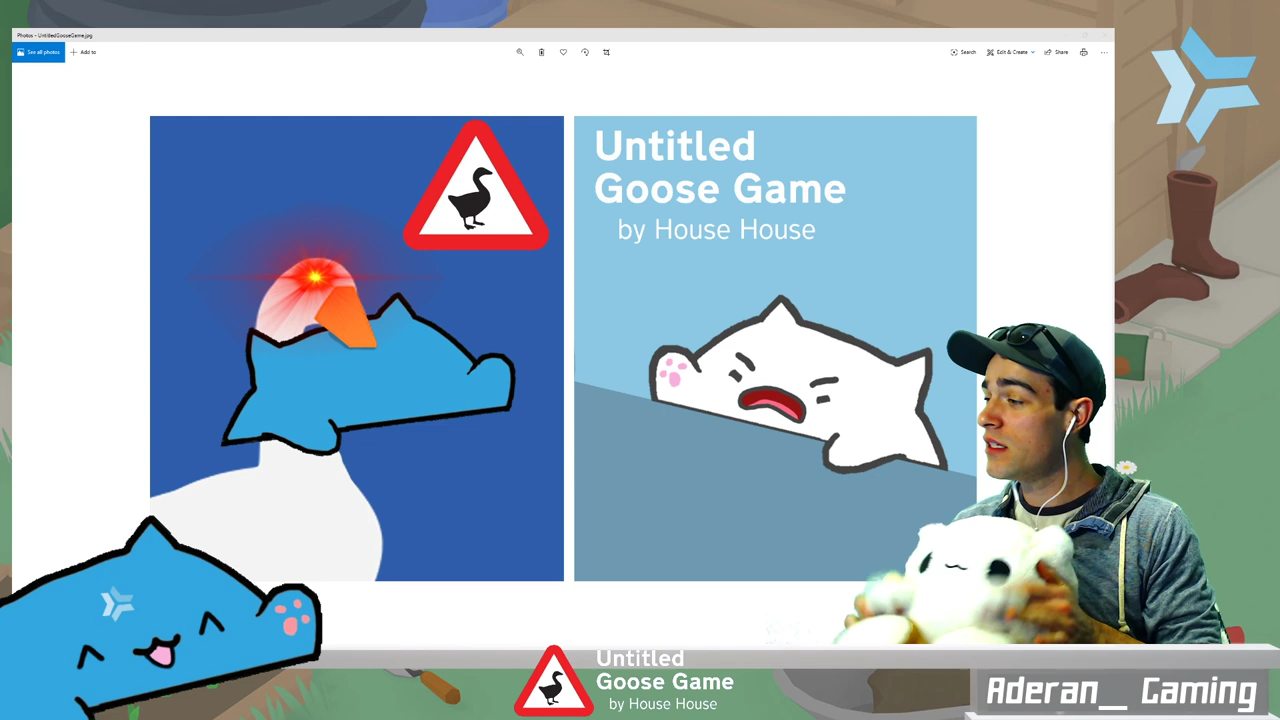 Photos - UntitledGooseGame.jpg
See all photos
Add to
Search
Edit & Create
Share
Untitled
Goose Game
by House House
Untitled
Goose Game
by House House
Aderan_ Gaming